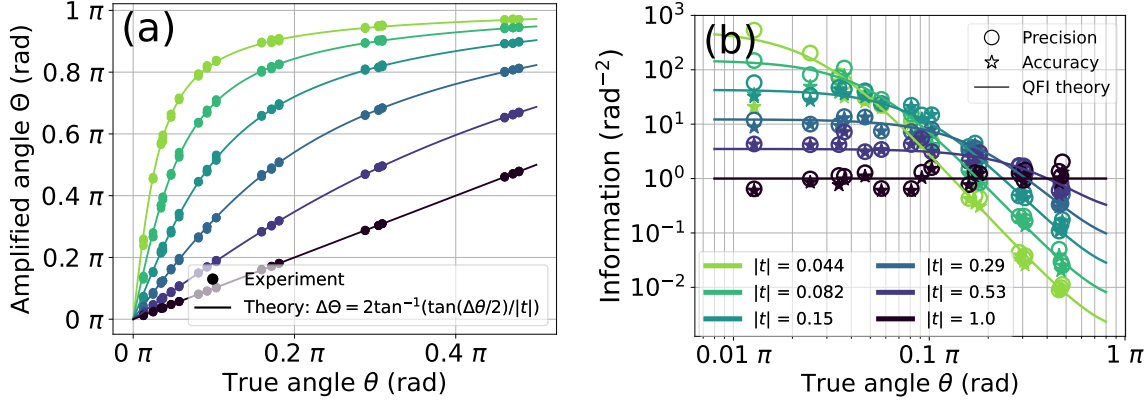 (a)
1 π
0.8 π
0.6 π
0.4 π
0.2 π
0 π
Amplified angle Θ (rad)
Experiment
Theory: ΔΘ = 2tan⁻¹(tan(Δθ/2)/|t|)
0 π
0.2 π
0.4 π
True angle θ (rad)
(b)
10³
10²
10¹
10⁰
10⁻¹
10⁻²
Information (rad⁻²)
Precision
Accuracy
QFI theory
|t| = 0.044
|t| = 0.082
|t| = 0.15
|t| = 0.29
|t| = 0.53
|t| = 1.0
0.01 π
0.1 π
1 π
True angle θ (rad)